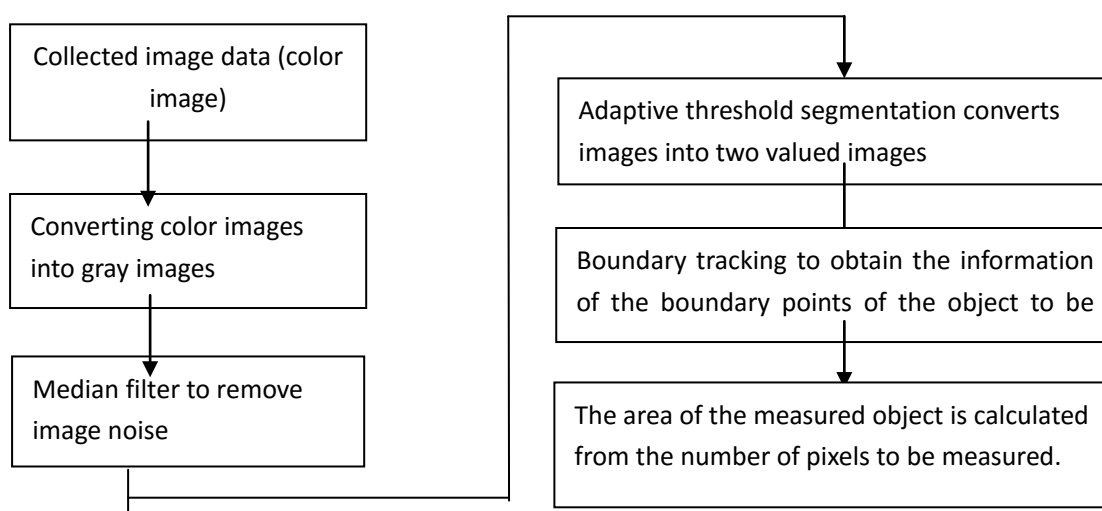 Collected image data (color
image)
Converting color images
into gray images
Median filter to remove
image noise
Adaptive threshold segmentation converts
images into two valued images
Boundary tracking to obtain the information
of the boundary points of the object to be
The area of the measured object is calculated
from the number of pixels to be measured.